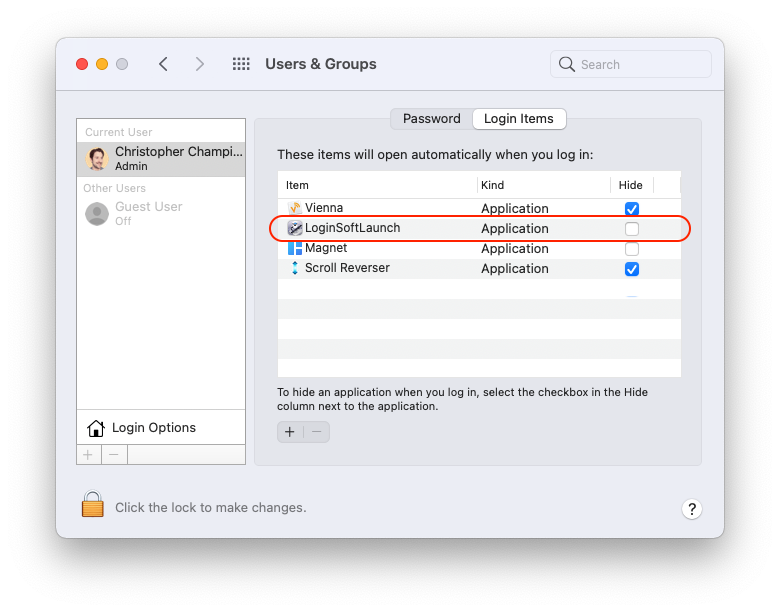 Users & Groups
Search
Current User
Christopher Champi...
Admin
Other Users
Guest User
Off
Login Options
Password Login Items
These items will open automatically when you log in:
Item Kind Hide
Vienna Application
LoginSoftLaunch Application
Magnet Application
Scroll Reverser Application
To hide an application when you log in, select the checkbox in the Hide
column next to the application.
+ −
+ −
Click the lock to make changes.
?